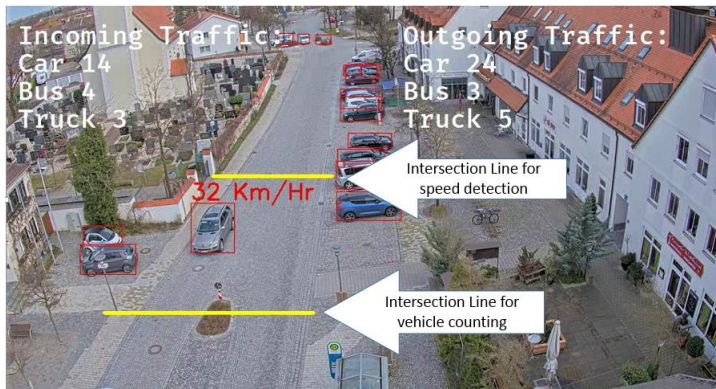 Incoming Traffic:
Car 14
Bus 4
Truck 3
Outgoing Traffic:
Car 24
Bus 3
Truck 5
Intersection Line for
speed detection
32 Km/Hr
Intersection Line for
vehicle counting